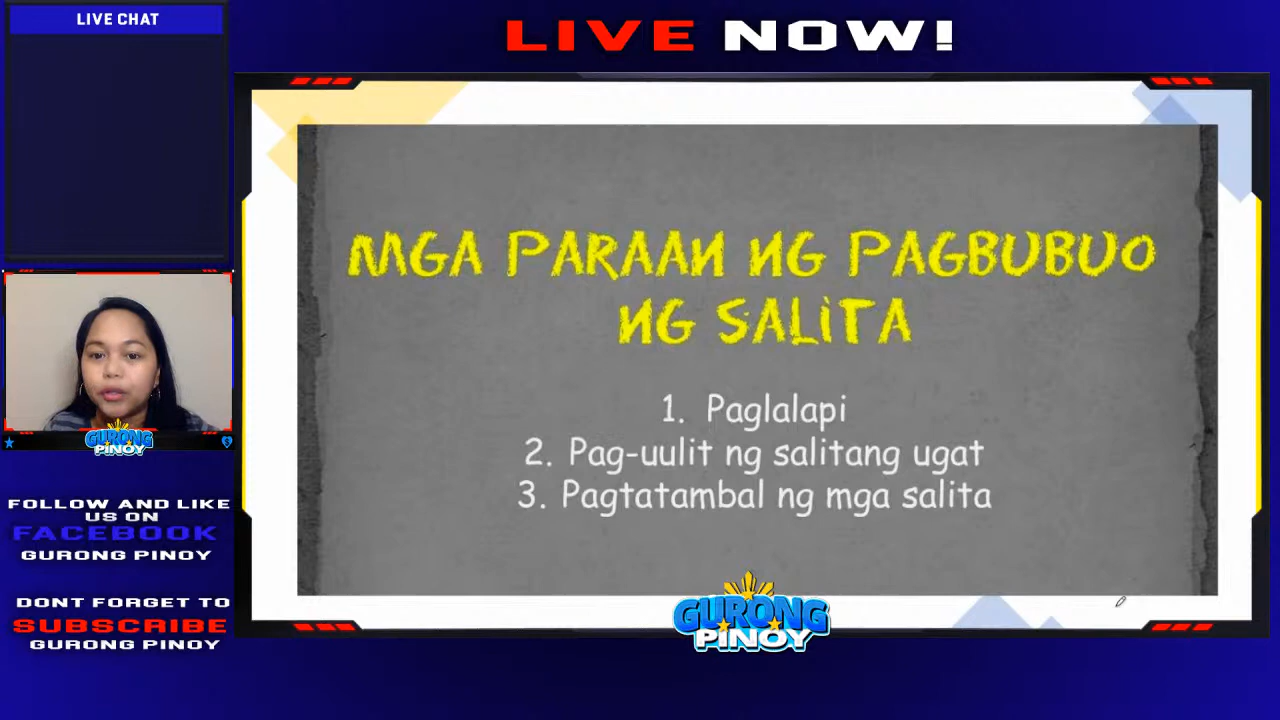 LIVE CHAT
LIVE NOW!
MGA PARAAN NG PAGBUBUO
NG SALITA
1. Paglalapi
2. Pag-uulit ng salitang ugat
3. Pagtatambal ng mga salita
GURONG
PINOY
FOLLOW AND LIKE
US ON
FACEBOOK
GURONG PINOY
DONT FORGET TO
SUBSCRIBE
GURONG PINOY
GURONG
PINOY